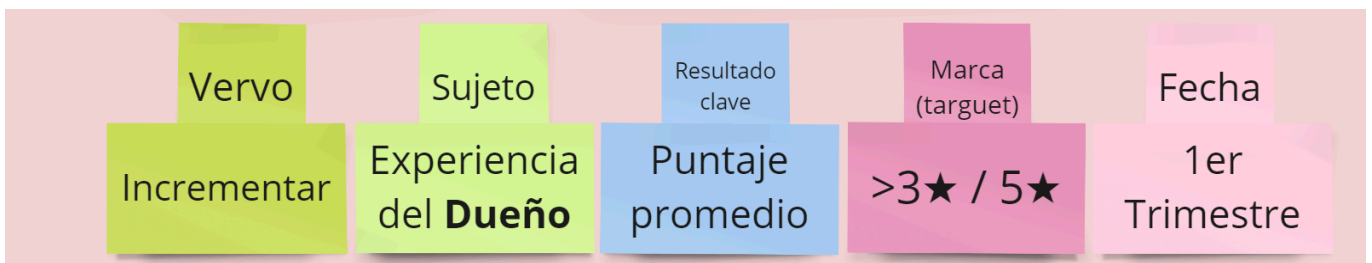 Vervo
Sujeto
Resultado
clave
Marca
(targuet)
Fecha
Incrementar
Experiencia
del Dueño
Puntaje
promedio
>3★ / 5★
1er
Trimestre